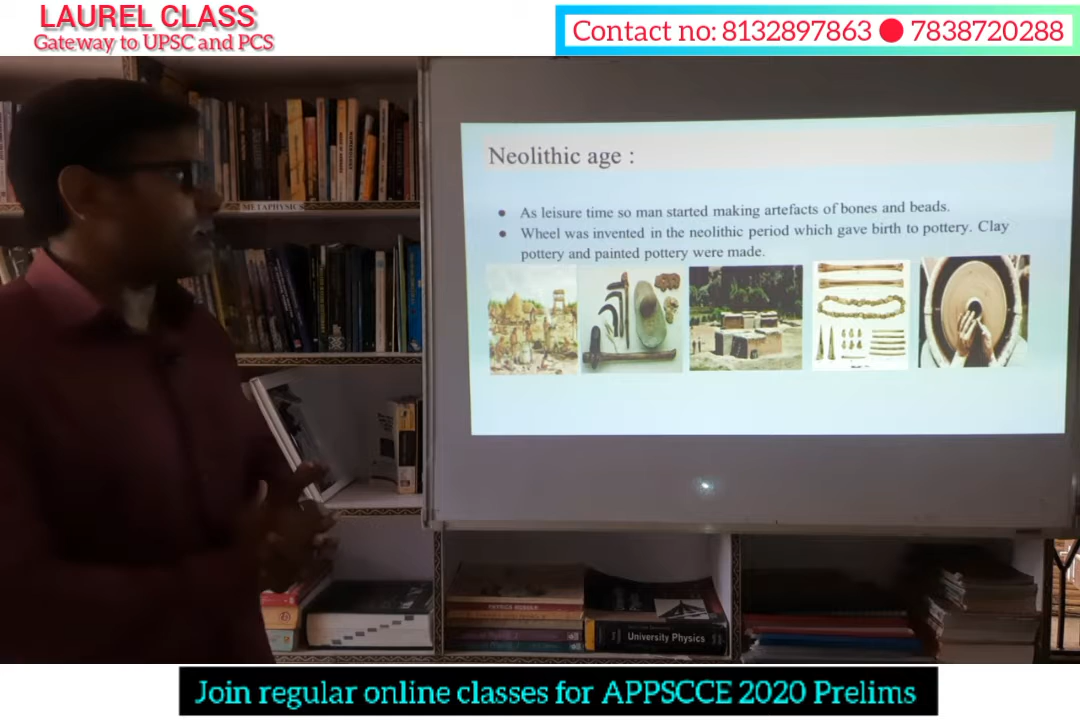 LAUREL CLASS
Gateway to UPSC and PCS
Contact no: 8132897863 🔴 7838720288
METAPHYSICS
Neolithic age :
• As leisure time so man started making artefacts of bones and beads.
• Wheel was invented in the neolithic period which gave birth to pottery. Clay
pottery and painted pottery were made.
University Physics
Join regular online classes for APPSCCE 2020 Prelims